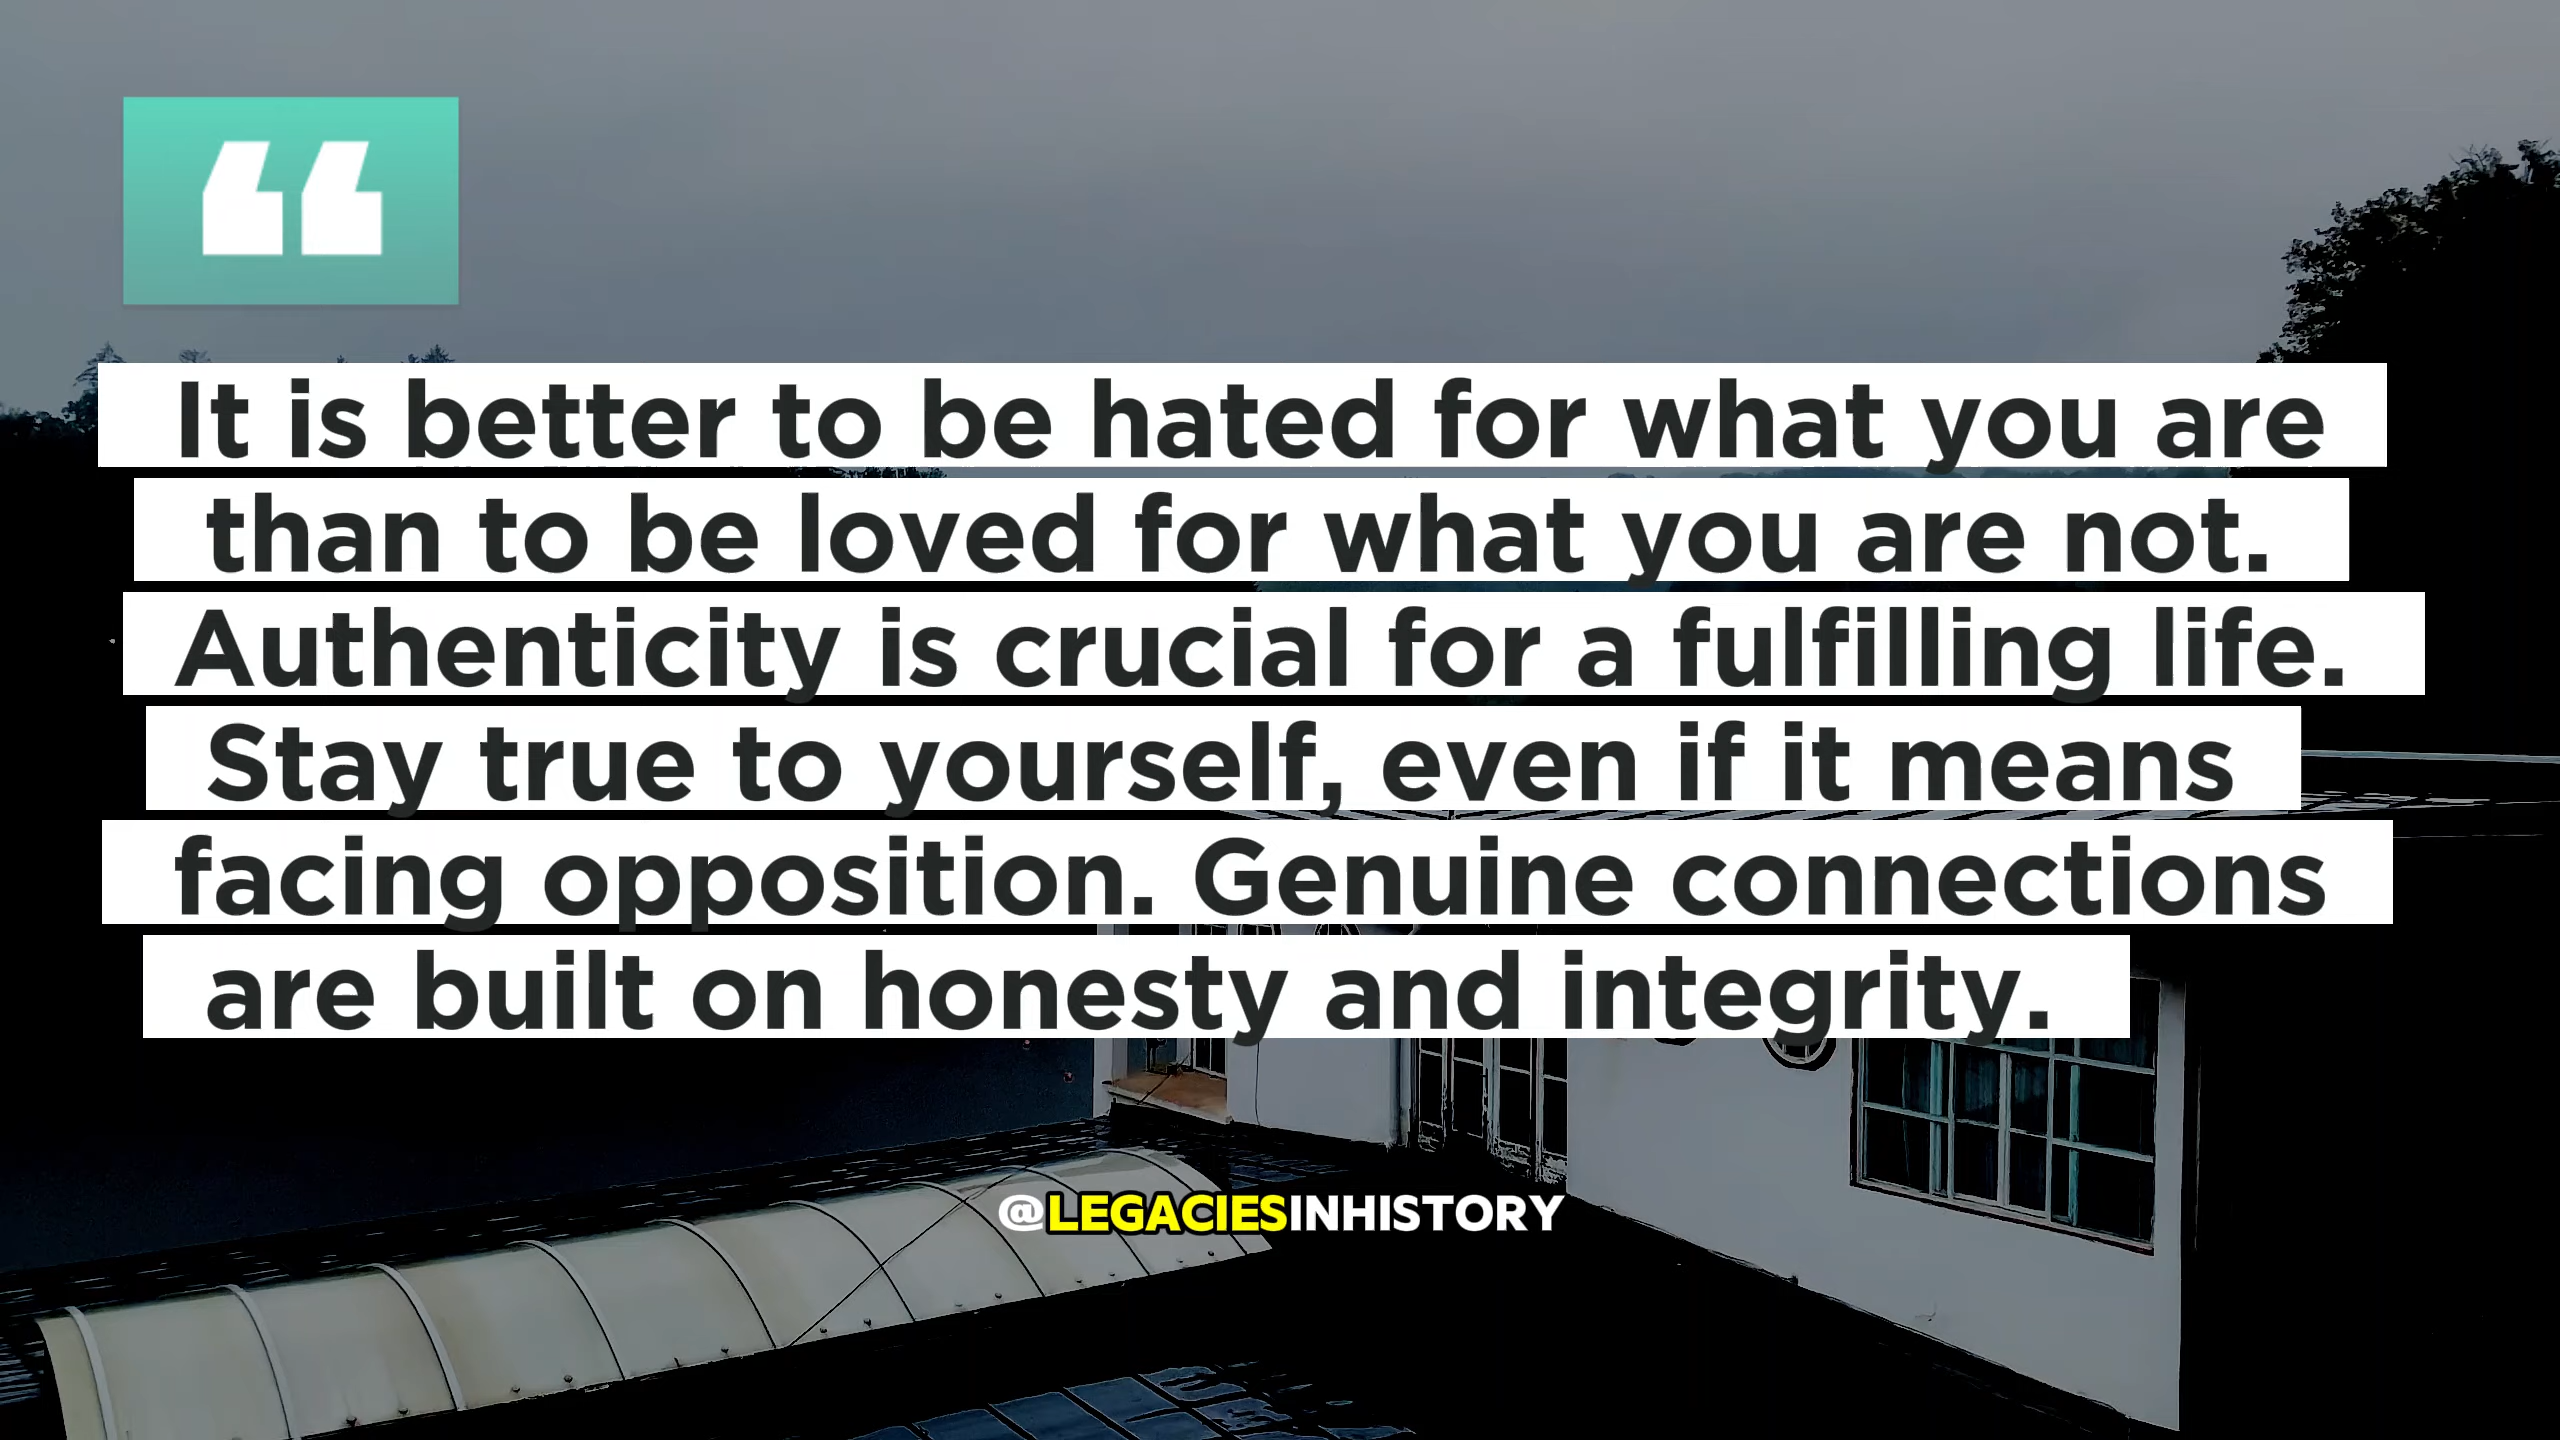 “
It is better to be hated for what you are
than to be loved for what you are not.
Authenticity is crucial for a fulfilling life.
Stay true to yourself, even if it means
facing opposition. Genuine connections
are built on honesty and integrity.
@LEGACIESINHISTORY